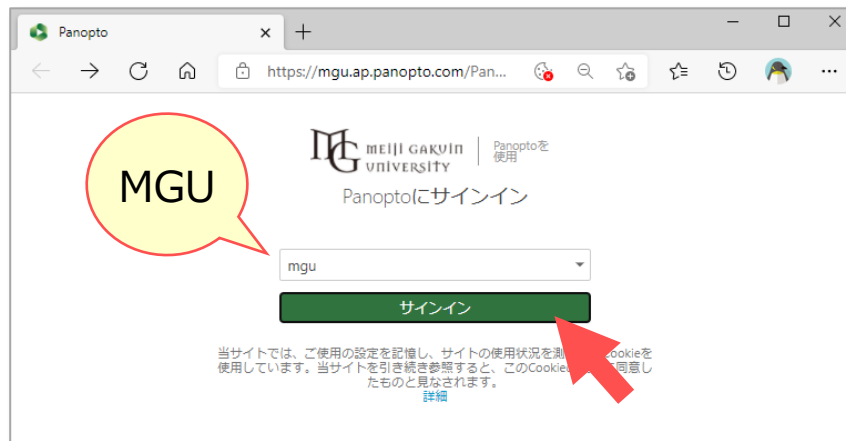 Panopto
https://mgu.ap.panopto.com/Pan...
MEIJI GAKUIN
UNIVERSITY
Panoptoを
使用
Panoptoにサインイン
MGU
mgu
サインイン
当サイトでは、ご使用の設定を記憶し、サイトの使用状況を測 ookieを
使用しています。当サイトを引き続き参照すると、このCookie 同意し
たものと見なされます。
詳細